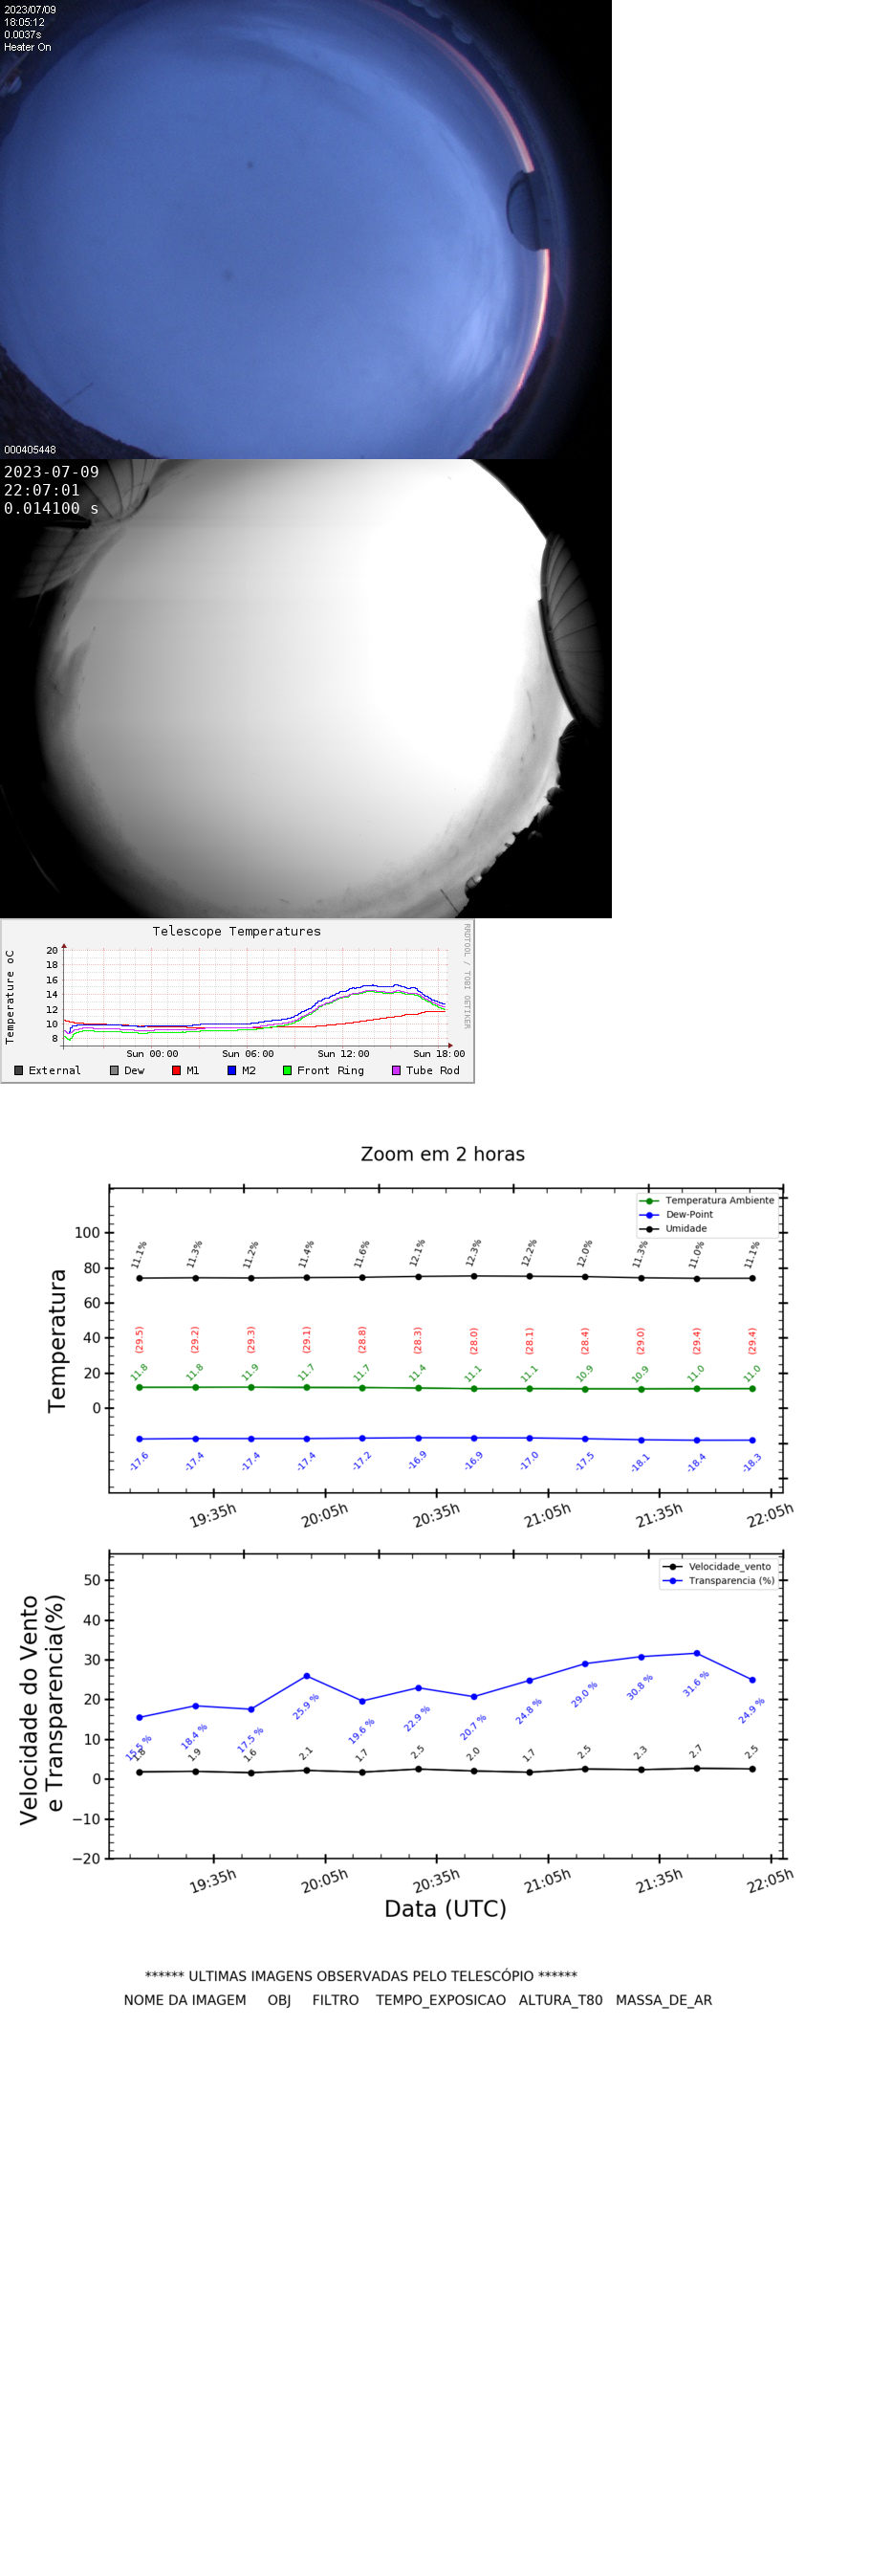 2023/07/09
18:05:12
0.0037s
Heater On
000405448
2023-07-09
22:07:01
0.014100 s
Telescope Temperatures
RRDTOOL / TOBI OETIKER
Temperature oC
20
18
16
14
12
10
8
Sun 00:00 Sun 06:00 Sun 12:00 Sun 18:00
External Dew M1 M2 Front Ring Tube Rod
Zoom em 2 horas
Temperatura Ambiente
Dew-Point
Umidade
Temperatura
100
80
60
40
20
0
11.1% 11.3% 11.2% 11.4% 11.6% 12.1% 12.3% 12.2% 12.0% 11.3% 11.0% 11.1%
(29.5) (29.2) (29.3) (29.1) (28.8) (28.3) (28.0) (28.1) (28.4) (29.0) (29.4) (29.4)
11.8 11.8 11.9 11.7 11.7 11.4 11.1 11.1 10.9 10.9 11.0 11.0
-17.6 -17.4 -17.4 -17.4 -17.2 -16.9 -16.9 -17.0 -17.5 -18.1 -18.4 -18.3
19:35h 20:05h 20:35h 21:05h 21:35h 22:05h
Velocidade_vento
Transparencia (%)
Velocidade do Vento
e Transparencia(%)
50
40
30
20
10
0
−10
−20
15.5 % 18.4 % 17.5 % 25.9 % 19.6 % 22.9 % 20.7 % 24.8 % 29.0 % 30.8 % 31.6 % 24.9 %
1.8 1.9 1.6 2.1 1.7 2.5 2.0 1.7 2.5 2.3 2.7 2.5
19:35h 20:05h 20:35h 21:05h 21:35h 22:05h
Data (UTC)
****** ULTIMAS IMAGENS OBSERVADAS PELO TELESCÓPIO ******
NOME DA IMAGEM OBJ FILTRO TEMPO_EXPOSICAO ALTURA_T80 MASSA_DE_AR